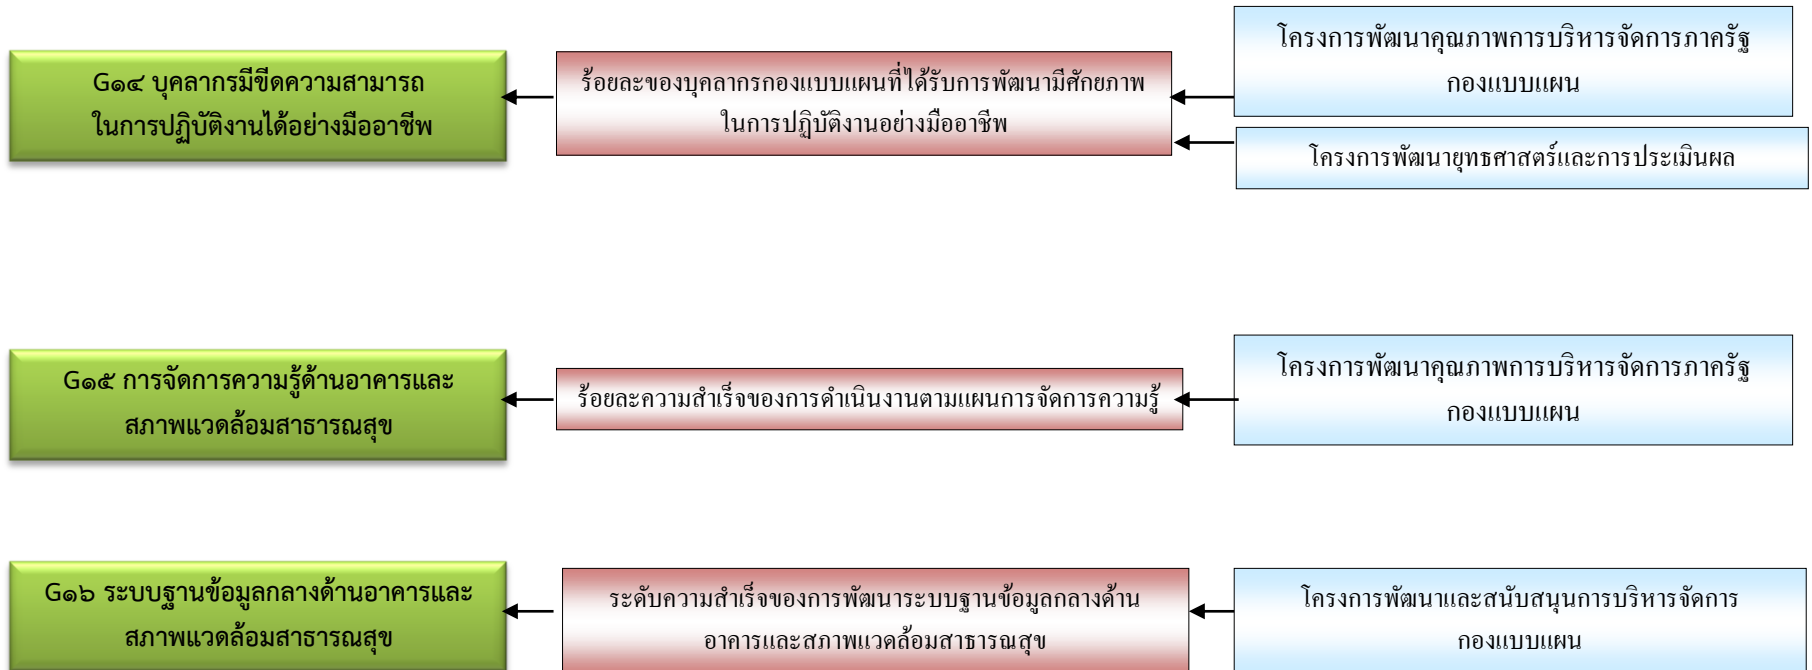 G๑๔ บุคลากรมีขีดความสามารถ
ในการปฏิบัติงานได้อย่างมืออาชีพ
ร้อยละของบุคลากรกองแบบแผนที่ได้รับการพัฒนามีศักยภาพ
ในการปฏิบัติงานอย่างมืออาชีพ
โครงการพัฒนาคุณภาพการบริหารจัดการภาครัฐ
กองแบบแผน
โครงการพัฒนายุทธศาสตร์และการประเมินผล
G๑๕ การจัดการความรู้ด้านอาคารและ
สภาพแวดล้อมสาธารณสุข
ร้อยละความสำเร็จของการดำเนินงานตามแผนการจัดการความรู้
โครงการพัฒนาคุณภาพการบริหารจัดการภาครัฐ
กองแบบแผน
G๑๖ ระบบฐานข้อมูลกลางด้านอาคารและ
สภาพแวดล้อมสาธารณสุข
ระดับความสำเร็จของการพัฒนาระบบฐานข้อมูลกลางด้าน
อาคารและสภาพแวดล้อมสาธารณสุข
โครงการพัฒนาและสนับสนุนการบริหารจัดการ
กองแบบแผน